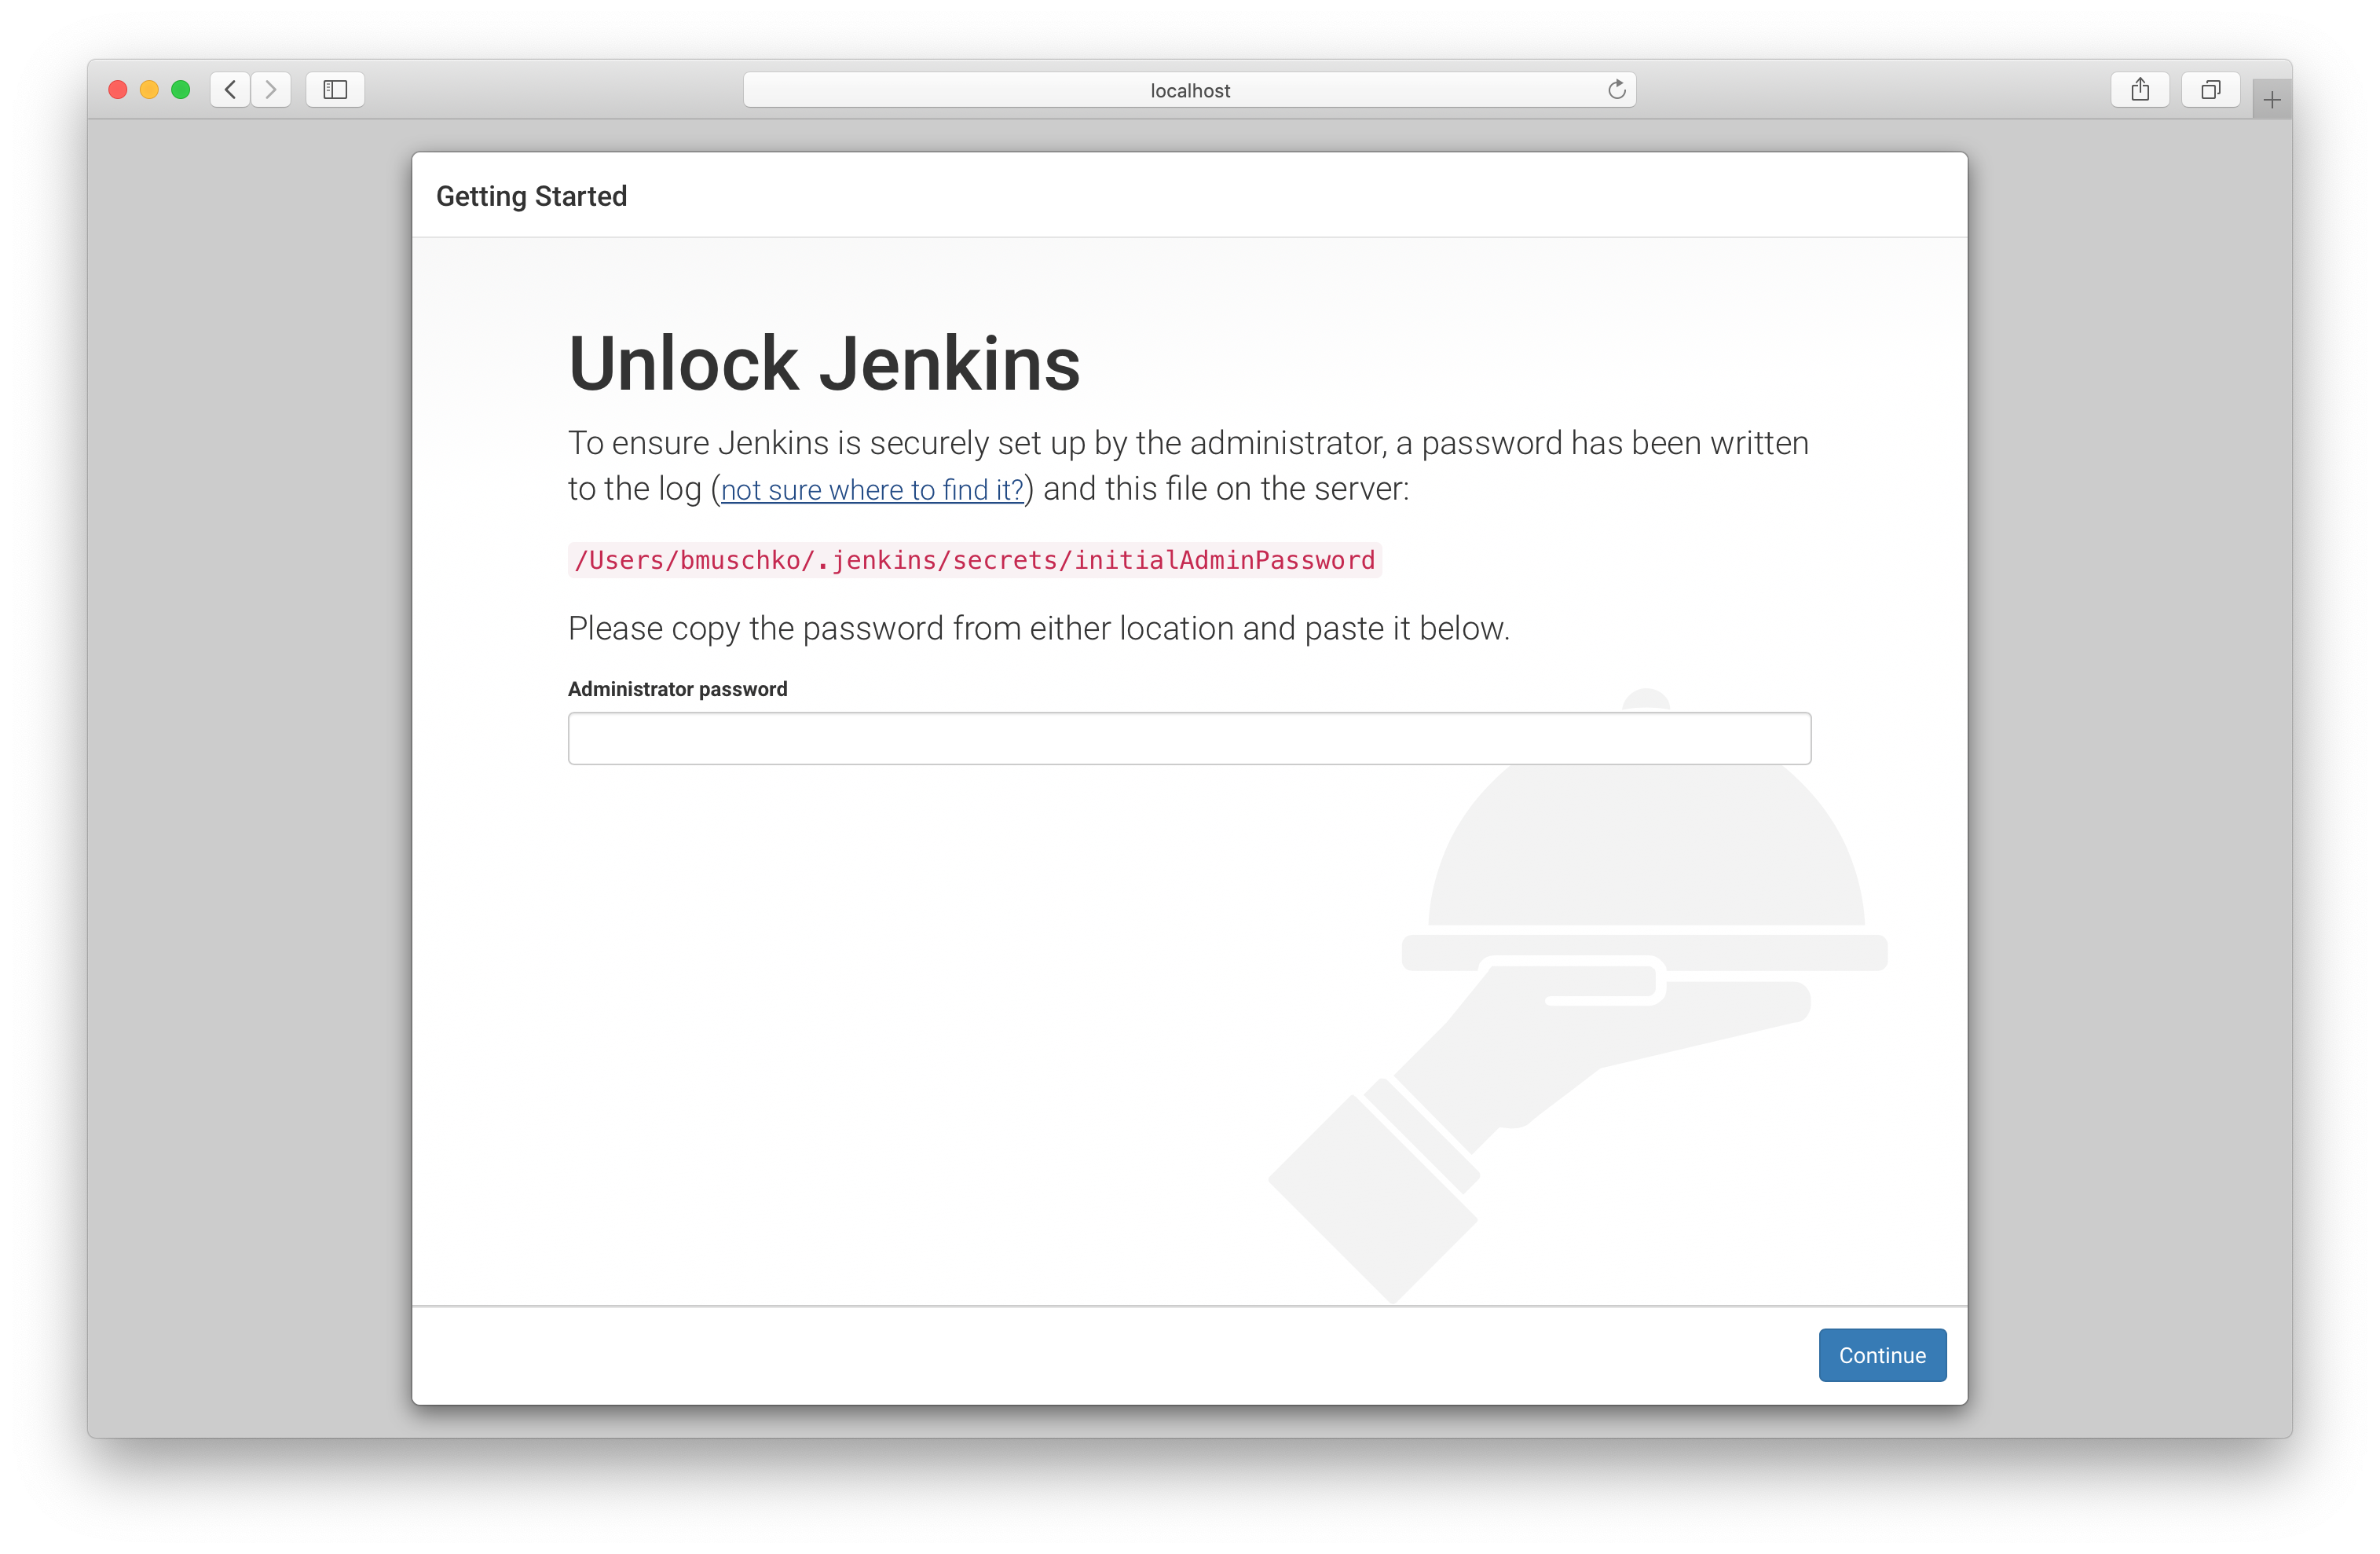 localhost
Getting Started
Unlock Jenkins
To ensure Jenkins is securely set up by the administrator, a password has been written
to the log (not sure where to find it?) and this file on the server:
/Users/bmuschko/.jenkins/secrets/initialAdminPassword
Please copy the password from either location and paste it below.
Administrator password
Continue